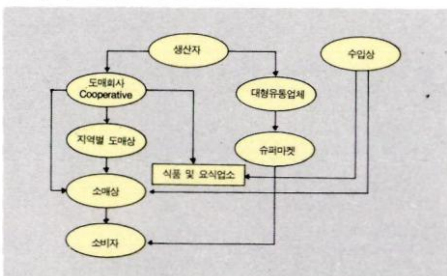 생산자
수입상
도매회사
Cooperative
대형유통업체
지역별 도매상
슈퍼마켓
식품 및 요식업소
소매상
소비자